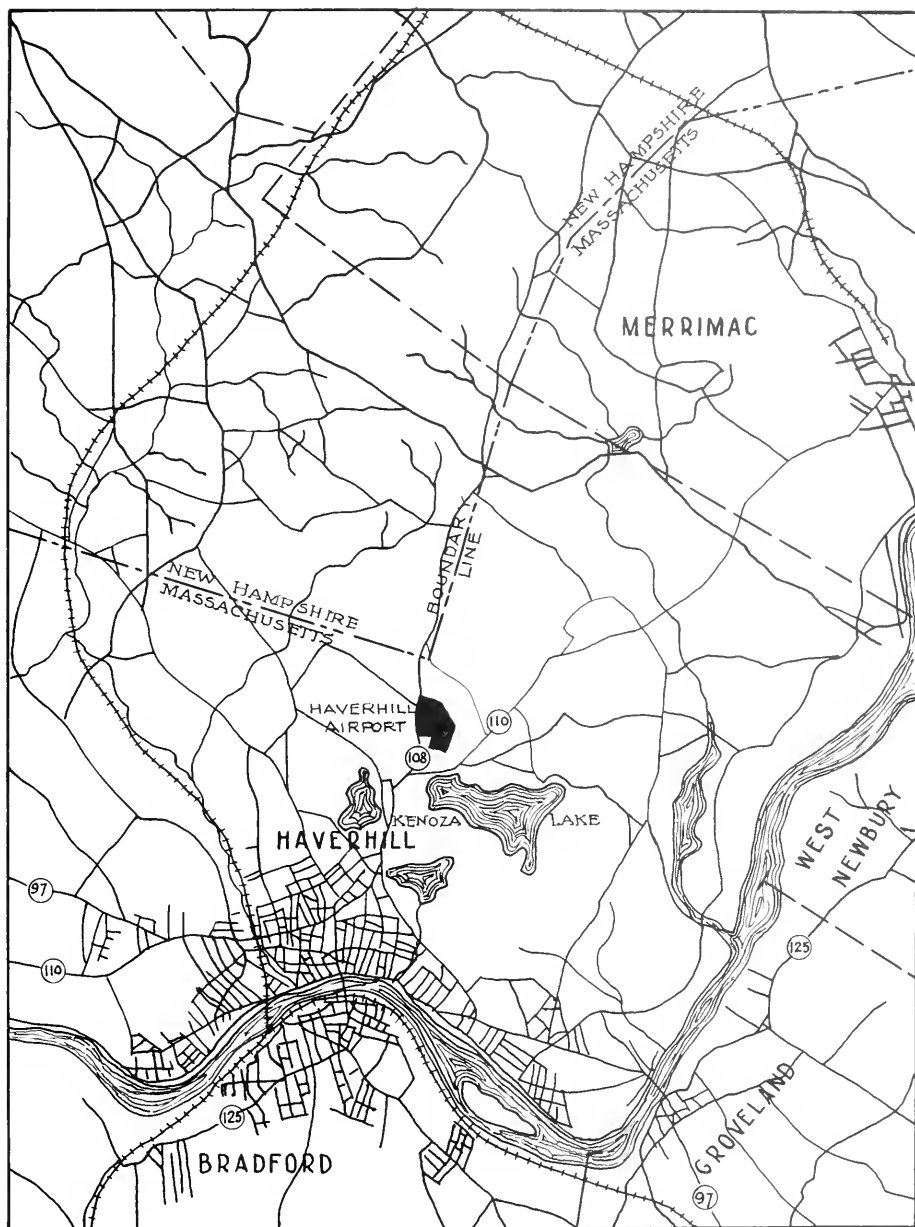 NEW HAMPSHIRE
MASSACHUSETTS
MERRIMAC
BOUNDARY
LINE
NEW HAMPSHIRE
MASSACHUSETTS
HAVERHILL
AIRPORT
110
108
KENOZA LAKE
HAVERHILL
WEST
NEWBURY
97
125
110
125
GROVELAND
BRADFORD
97